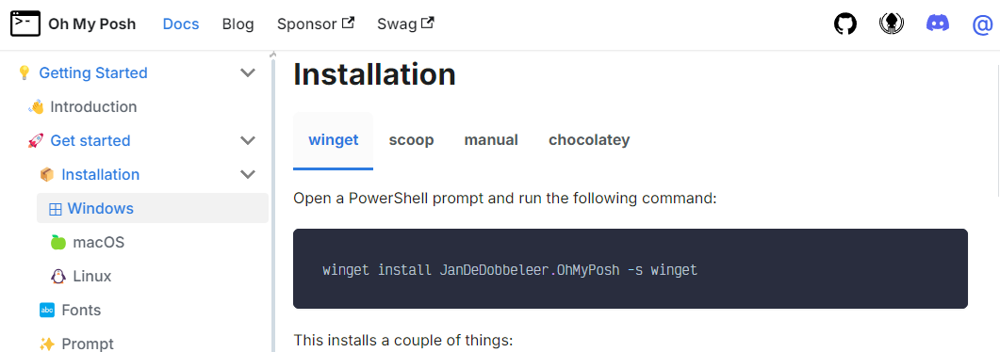 Oh My Posh Docs Blog Sponsor Swag
Getting Started
Introduction
Get started
Installation
Windows
macOS
Linux
abc Fonts
Prompt
Installation
winget scoop manual chocolatey
Open a PowerShell prompt and run the following command:
winget install JanDeDobbeleer.OhMyPosh -s winget
This installs a couple of things: